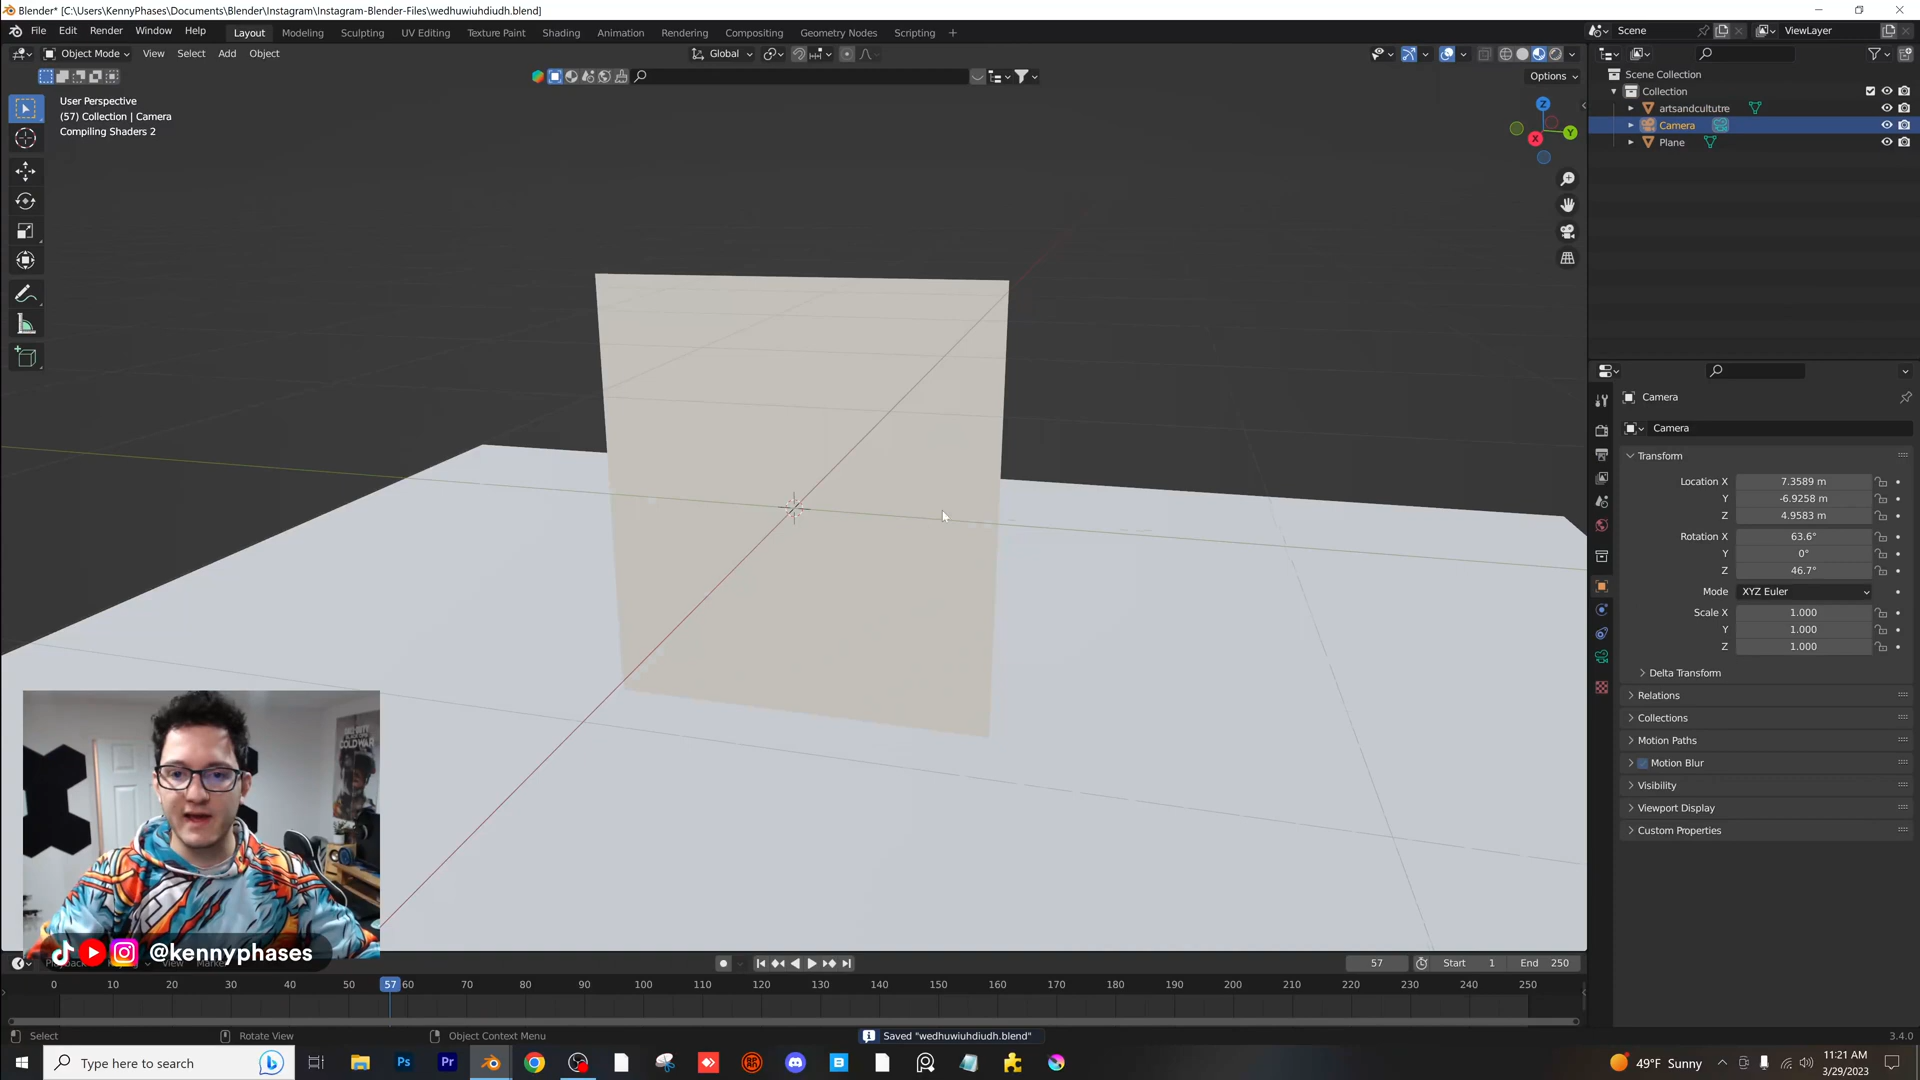 Blender* [C:\Users\KennyPhases\Documents\Blender\Instagram\Instagram-Blender-Files\wedhuwiuhdiudh.blend]
File Edit Render Window Help Layout Modeling Sculpting UV Editing Texture Paint Shading Animation Rendering Compositing Geometry Nodes Scripting + Scene ViewLayer
Object Mode View Select Add Object Global
Options
User Perspective
(57) Collection | Camera
Compiling Shaders 2
Z
Y
X
Scene Collection
Collection
artsandcultutre
Camera
Plane
Camera
Camera
Transform
Location X 7.3589 m
Y -6.9258 m
Z 4.9583 m
Rotation X 63.6°
Y 0°
Z 46.7°
Mode XYZ Euler
Scale X 1.000
Y 1.000
Z 1.000
Delta Transform
Relations
Collections
Motion Paths
Motion Blur
Visibility
Viewport Display
Custom Properties
COLD WAR
@kennyphases
57 Start 1 End 250
0 10 20 30 40 50 57 60 70 80 90 100 110 120 130 140 150 160 170 180 190 200 210 220 230 240 250
Select Rotate View Object Context Menu Saved "wedhuwiuhdiudh.blend" 3.4.0
Type here to search Ps Pr 49°F Sunny 11:21 AM
3/29/2023